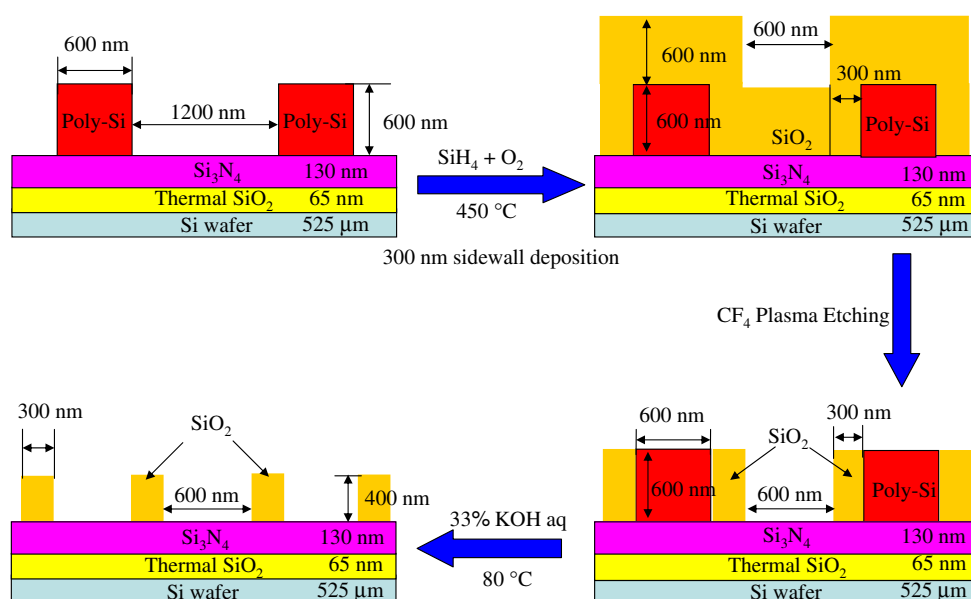 600 nm
Poly-Si
1200 nm
Poly-Si
600 nm
Si₃N₄ 130 nm
Thermal SiO₂ 65 nm
Si wafer 525 µm
SiH₄ + O₂
450 °C
300 nm sidewall deposition
600 nm
600 nm
300 nm
600 nm
SiO₂
Poly-Si
Si₃N₄ 130 nm
Thermal SiO₂ 65 nm
Si wafer 525 µm
CF₄ Plasma Etching
600 nm
SiO₂
300 nm
600 nm
600 nm
Poly-Si
Si₃N₄ 130 nm
Thermal SiO₂ 65 nm
Si wafer 525 µm
33% KOH aq
80 °C
300 nm
SiO₂
600 nm
400 nm
Si₃N₄ 130 nm
Thermal SiO₂ 65 nm
Si wafer 525 µm